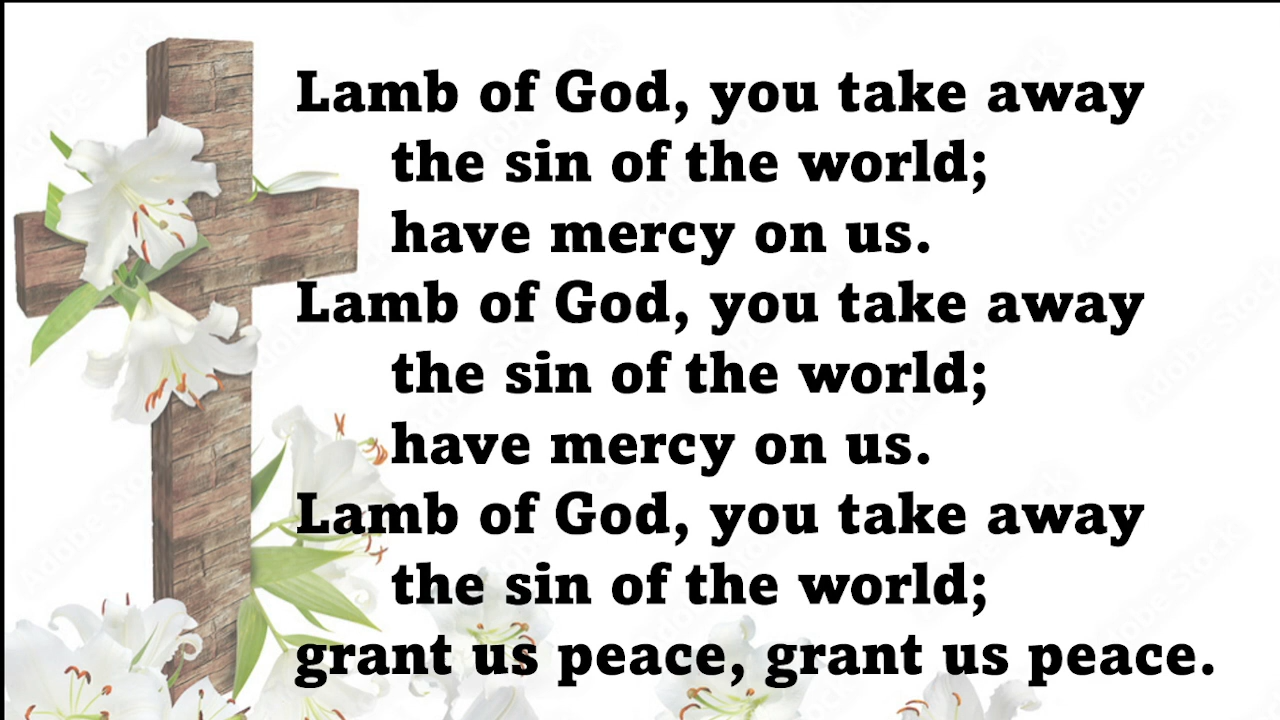 Lamb of God, you take away
the sin of the world;
have mercy on us.
Lamb of God, you take away
the sin of the world;
have mercy on us.
Lamb of God, you take away
the sin of the world;
grant us peace, grant us peace.
Adobe Stock